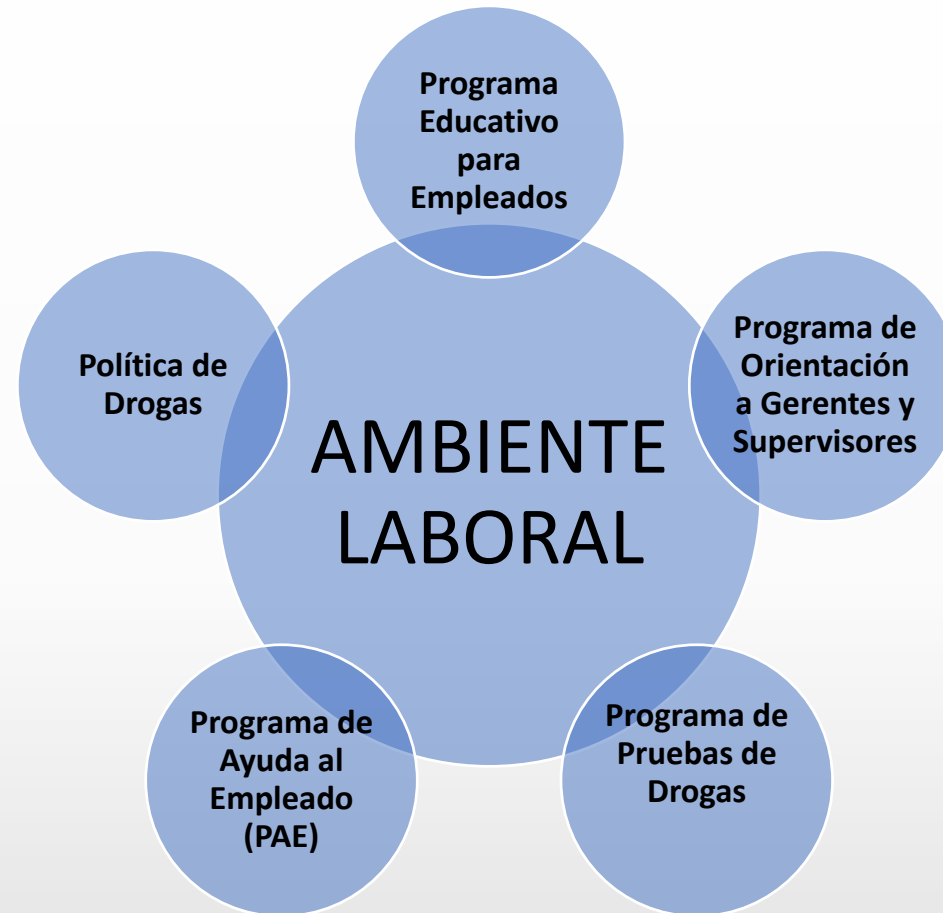 Programa
Educativo
para
Empleados
Programa de
Orientación
a Gerentes y
Supervisores
Programa de
Pruebas de
Drogas
Programa de
Ayuda al
Empleado
(PAE)
Política de
Drogas
AMBIENTE
LABORAL